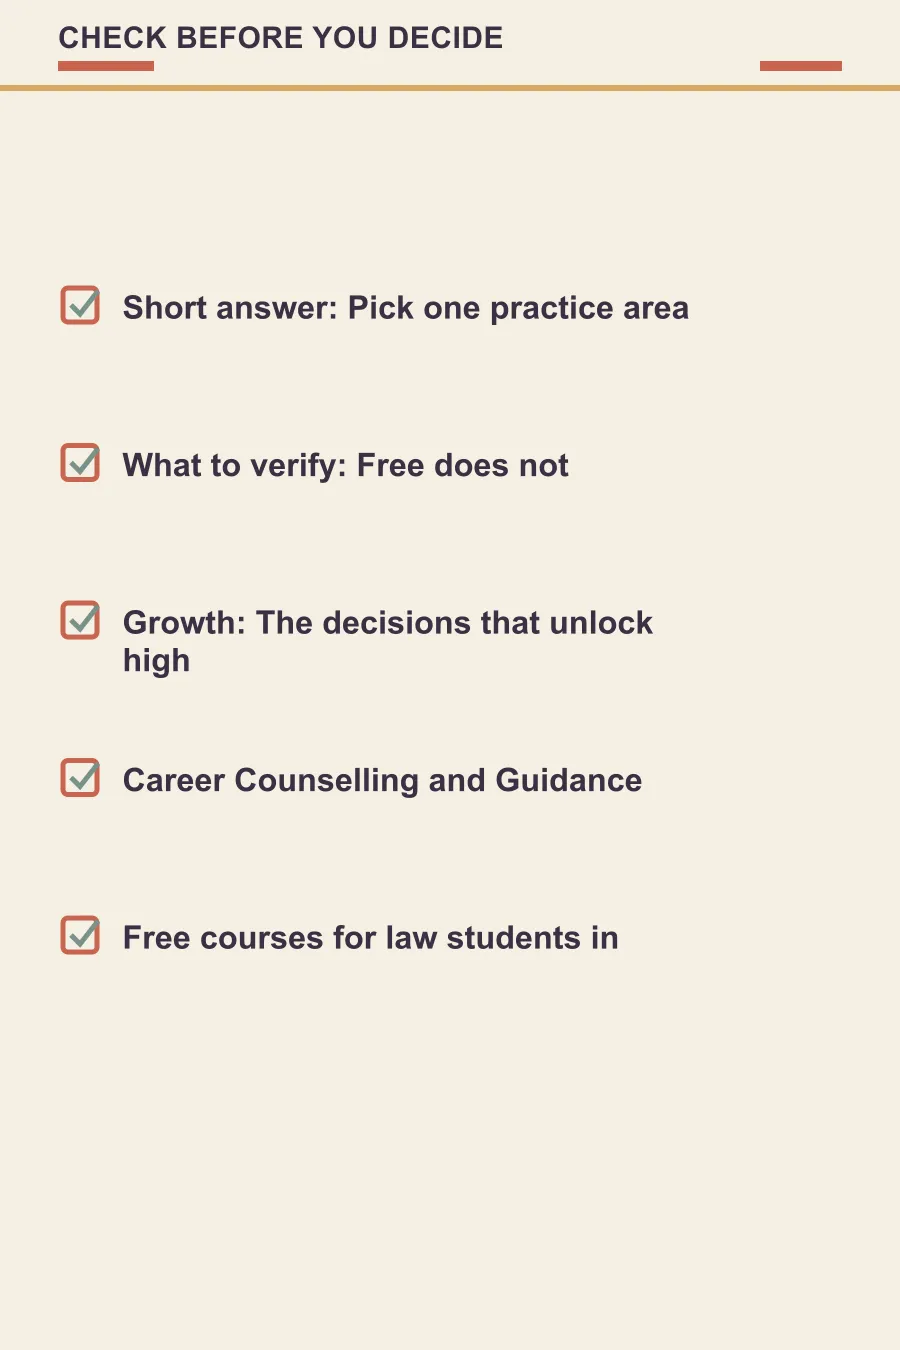 CHECK BEFORE YOU DECIDE
Short answer: Pick one practice area
What to verify: Free does not
Growth: The decisions that unlock
high
Career Counselling and Guidance
Free courses for law students in